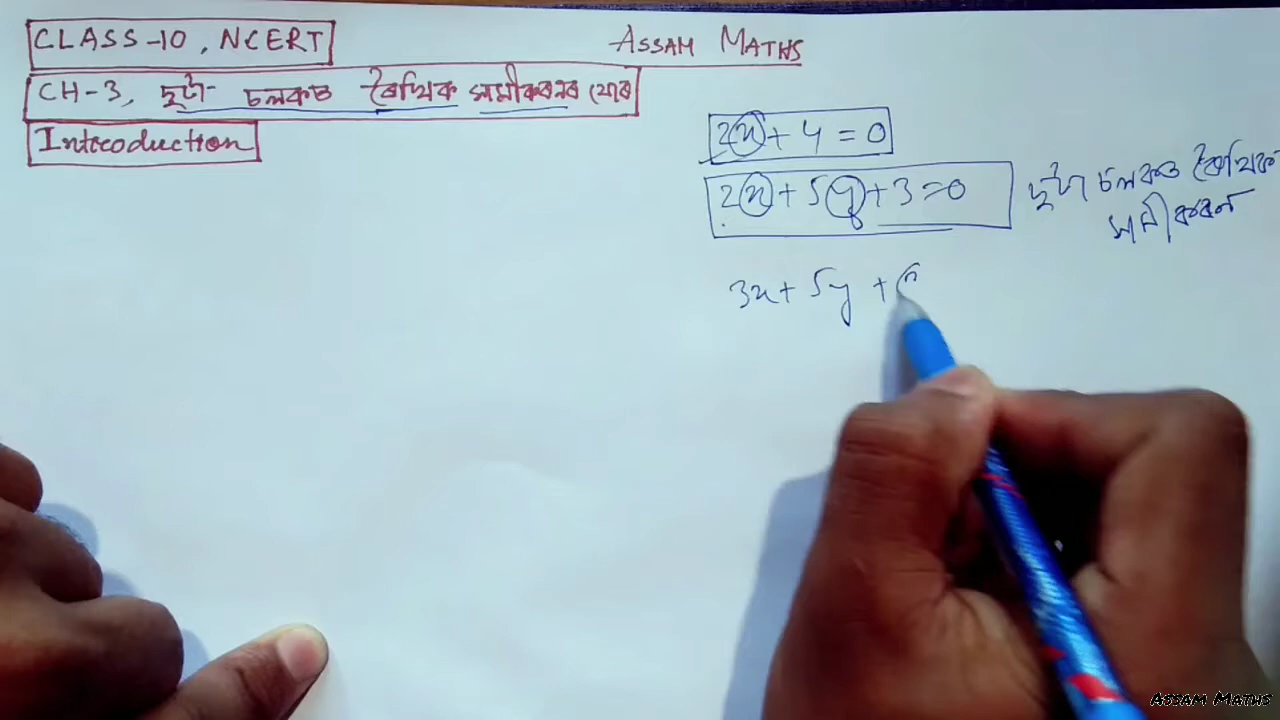 CLASS-10, NCERT
ASSAM MATHS
CH-3, দুটা চলকত ৰৈখিক সমীকৰনৰ যোৰ
Introduction
2x + 4 = 0
2x + 5y + 3 = 0
দুটা চলকত ৰৈখিক
সমীকৰণ
3x + 5y +
ASSAM MATHS